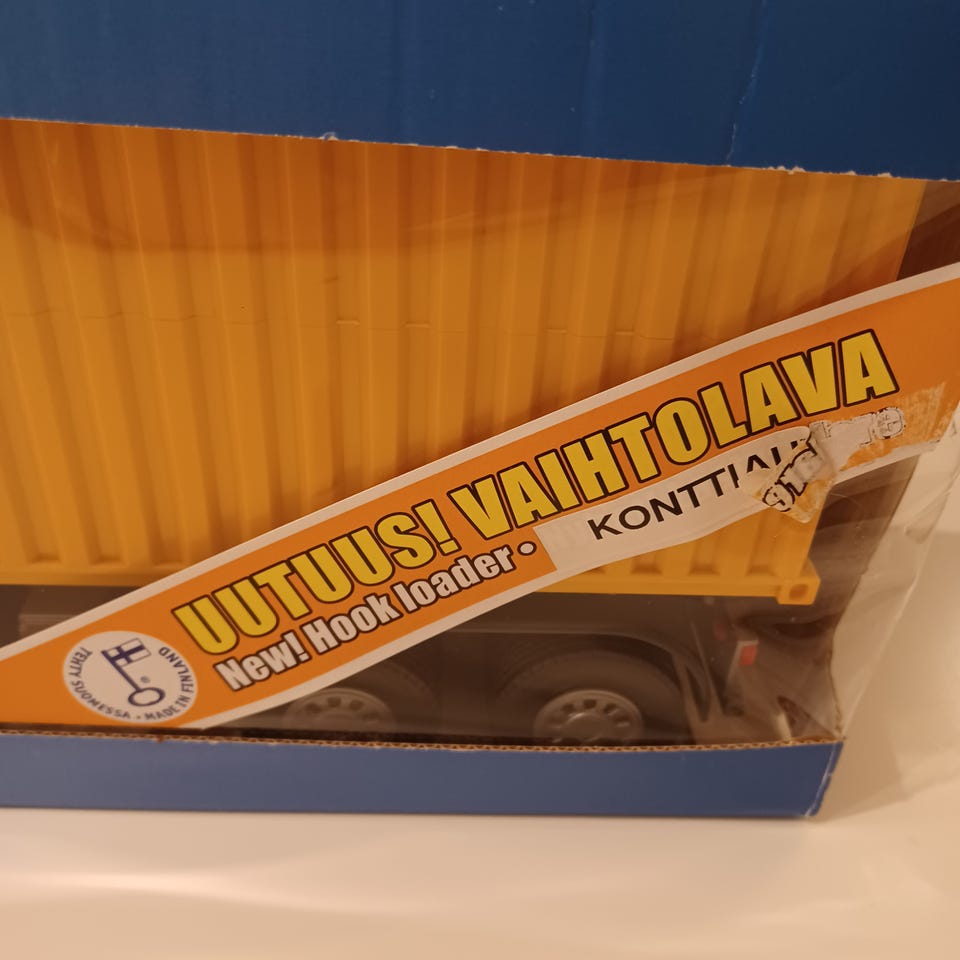 UUTUUS! VAIHTOLAVA
New! Hook loader •
TEHTY SUOMESSA • MADE IN FINLAND
®